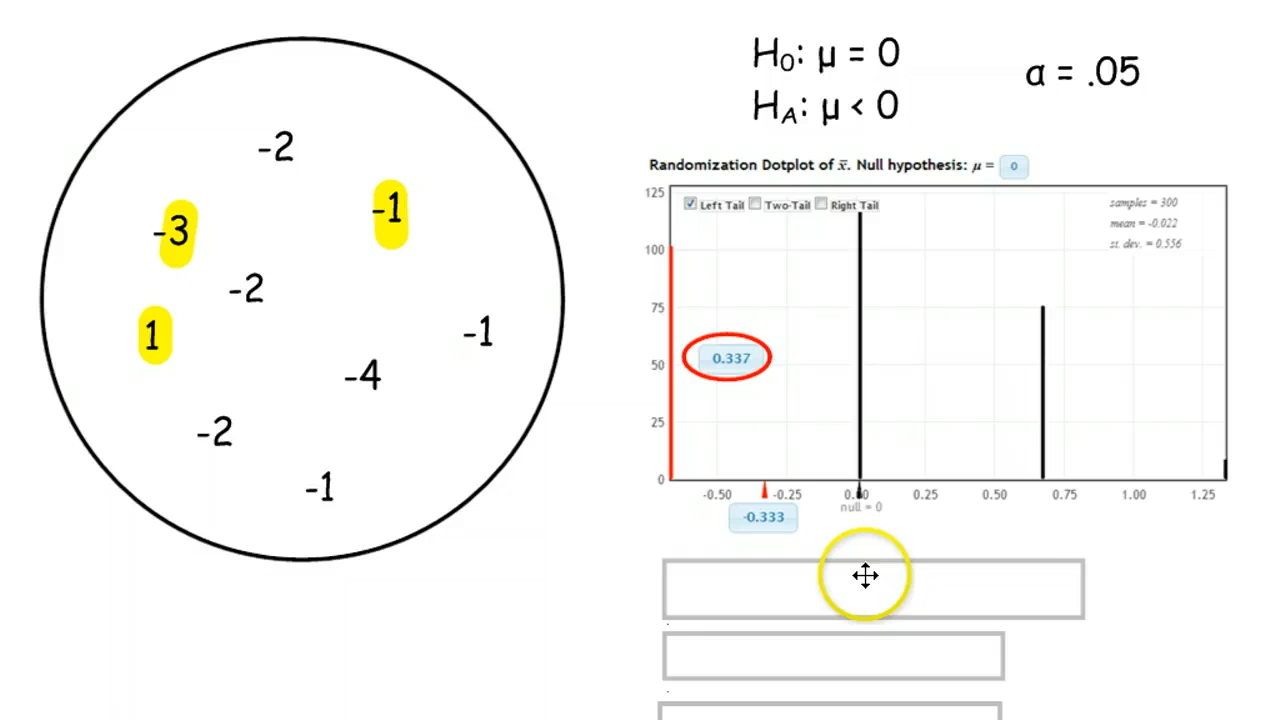 H₀: μ = 0
Hₐ: μ < 0
α = .05
-2
-3
-1
-2
1
-1
-4
-2
-1
Randomization Dotplot of x̄. Null hypothesis: μ = 0
Left Tail Two-Tail Right Tail
samples = 300
mean = -0.022
st. dev. = 0.556
125
100
75
50
25
0
0.337
-0.50 -0.25 0.00 0.25 0.50 0.75 1.00 1.25
null = 0
-0.333